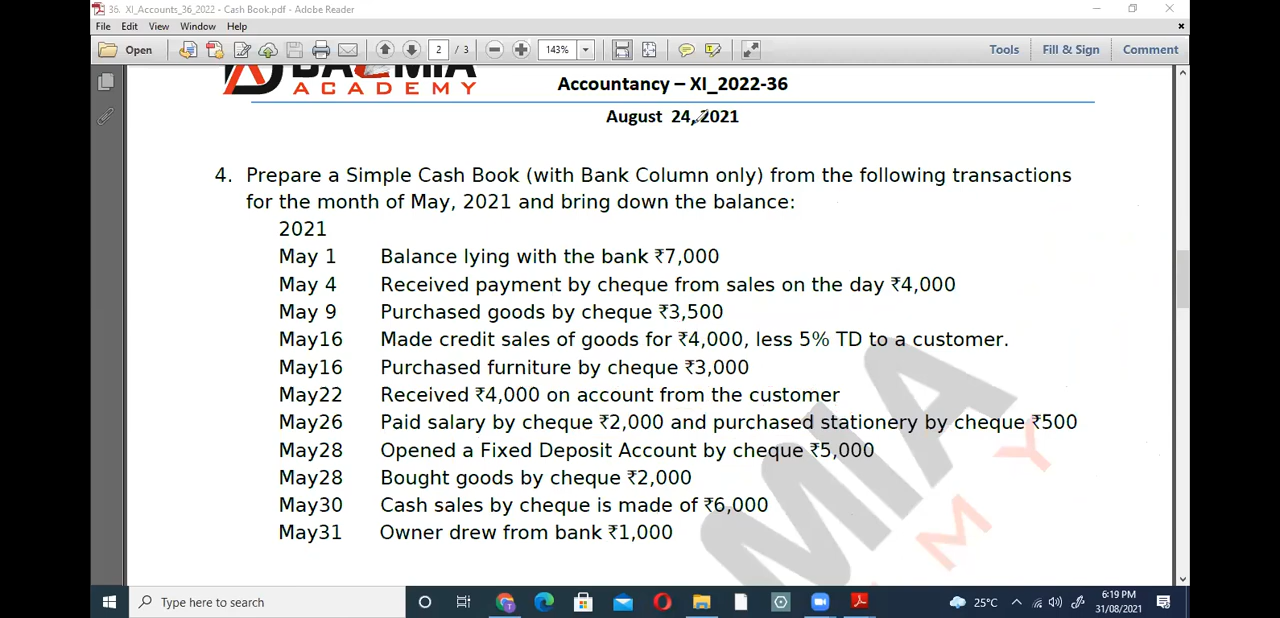 36. XI_Accounts_36_2022 - Cash Book.pdf - Adobe Reader
File Edit View Window Help
Open 2 / 3 143% Tools Fill & Sign Comment
ACADEMY
Accountancy – XI_2022-36
August 24, 2021
4. Prepare a Simple Cash Book (with Bank Column only) from the following transactions
for the month of May, 2021 and bring down the balance:
2021
May 1 Balance lying with the bank ₹7,000
May 4 Received payment by cheque from sales on the day ₹4,000
May 9 Purchased goods by cheque ₹3,500
May16 Made credit sales of goods for ₹4,000, less 5% TD to a customer.
May16 Purchased furniture by cheque ₹3,000
May22 Received ₹4,000 on account from the customer
May26 Paid salary by cheque ₹2,000 and purchased stationery by cheque ₹500
May28 Opened a Fixed Deposit Account by cheque ₹5,000
May28 Bought goods by cheque ₹2,000
May30 Cash sales by cheque is made of ₹6,000
May31 Owner drew from bank ₹1,000
MIA
MY
Type here to search
25°C
6:19 PM
31/08/2021